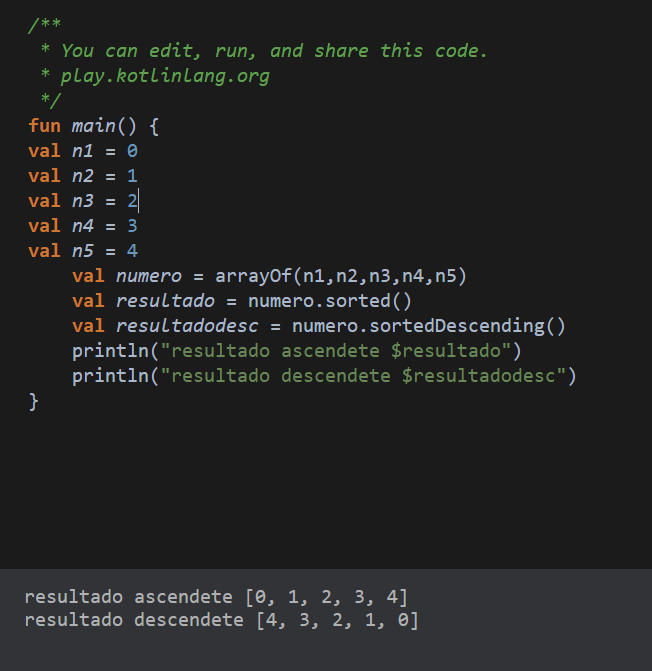 /**
 * You can edit, run, and share this code.
 * play.kotlinlang.org
 */
fun main() {
val n1 = 0
val n2 = 1
val n3 = 2
val n4 = 3
val n5 = 4
    val numero = arrayOf(n1,n2,n3,n4,n5)
    val resultado = numero.sorted()
    val resultadodesc = numero.sortedDescending()
    println("resultado ascendete $resultado")
    println("resultado descendete $resultadodesc")
}
resultado ascendete [0, 1, 2, 3, 4]
resultado descendete [4, 3, 2, 1, 0]